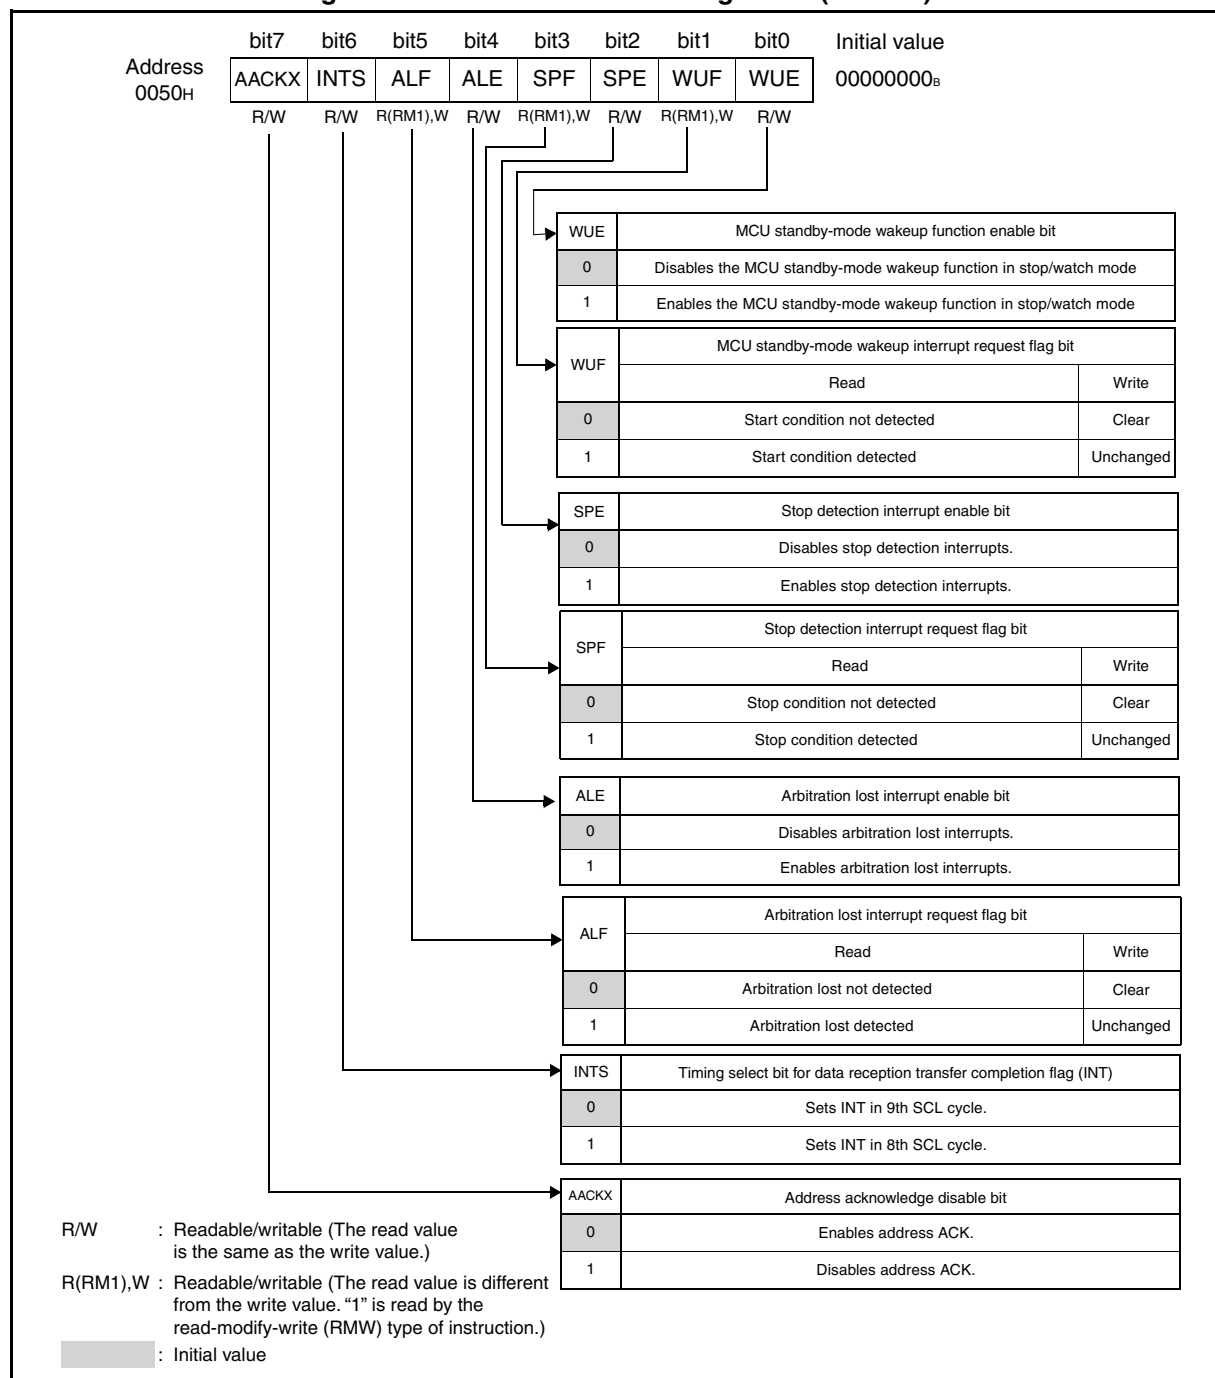 bit7 bit6 bit5 bit4 bit3 bit2 bit1 bit0 Initial value
Address
0050H
AACKX INTS ALF ALE SPF SPE WUF WUE 00000000B
R/W R/W R(RM1),W R/W R(RM1),W R/W R(RM1),W R/W
WUE MCU standby-mode wakeup function enable bit
0 Disables the MCU standby-mode wakeup function in stop/watch mode
1 Enables the MCU standby-mode wakeup function in stop/watch mode
WUF MCU standby-mode wakeup interrupt request flag bit
Read Write
0 Start condition not detected Clear
1 Start condition detected Unchanged
SPE Stop detection interrupt enable bit
0 Disables stop detection interrupts.
1 Enables stop detection interrupts.
SPF Stop detection interrupt request flag bit
Read Write
0 Stop condition not detected Clear
1 Stop condition detected Unchanged
ALE Arbitration lost interrupt enable bit
0 Disables arbitration lost interrupts.
1 Enables arbitration lost interrupts.
ALF Arbitration lost interrupt request flag bit
Read Write
0 Arbitration lost not detected Clear
1 Arbitration lost detected Unchanged
INTS Timing select bit for data reception transfer completion flag (INT)
0 Sets INT in 9th SCL cycle.
1 Sets INT in 8th SCL cycle.
AACKX Address acknowledge disable bit
0 Enables address ACK.
1 Disables address ACK.
R/W : Readable/writable (The read value
is the same as the write value.)
R(RM1),W : Readable/writable (The read value is different
from the write value. “1” is read by the
read-modify-write (RMW) type of instruction.)
: Initial value